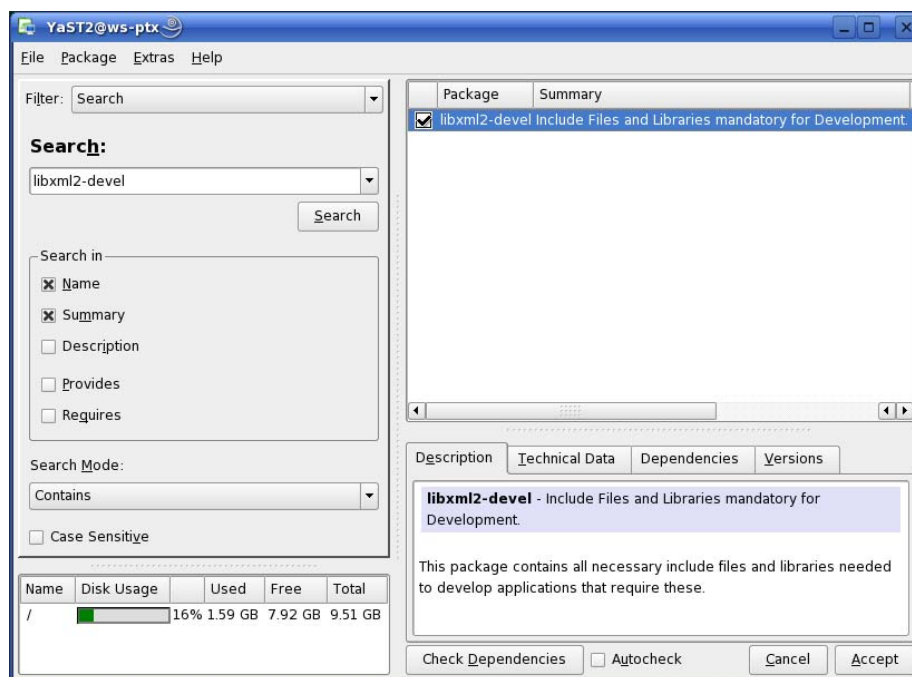 YaST2@ws-ptx
File Package Extras Help
Filter: Search
Search:
libxml2-devel
Search
Search in
Name
Summary
Description
Provides
Requires
Search Mode:
Contains
Case Sensitive
Name Disk Usage Used Free Total
/ 16% 1.59 GB 7.92 GB 9.51 GB
Package Summary
libxml2-devel Include Files and Libraries mandatory for Development.
Description Technical Data Dependencies Versions
libxml2-devel - Include Files and Libraries mandatory for
Development.
This package contains all necessary include files and libraries needed
to develop applications that require these.
Check Dependencies Autocheck Cancel Accept